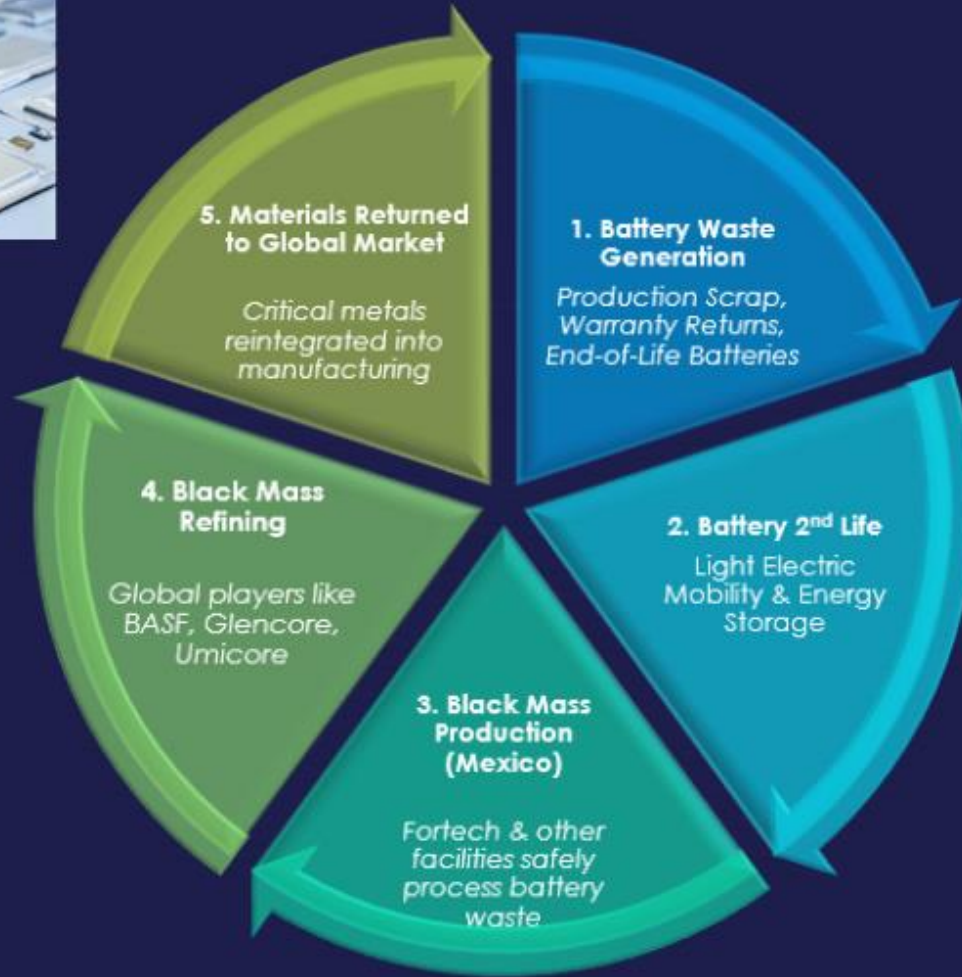 1. Battery Waste
Generation
Production Scrap,
Warranty Returns,
End-of-Life Batteries
2. Battery 2nd Life
Light Electric
Mobility & Energy
Storage
3. Black Mass
Production
(Mexico)
Fortech & other
facilities safely
process battery
waste
4. Black Mass
Refining
Global players like
BASF, Glencore,
Umicore
5. Materials Returned
to Global Market
Critical metals
reintegrated into
manufacturing